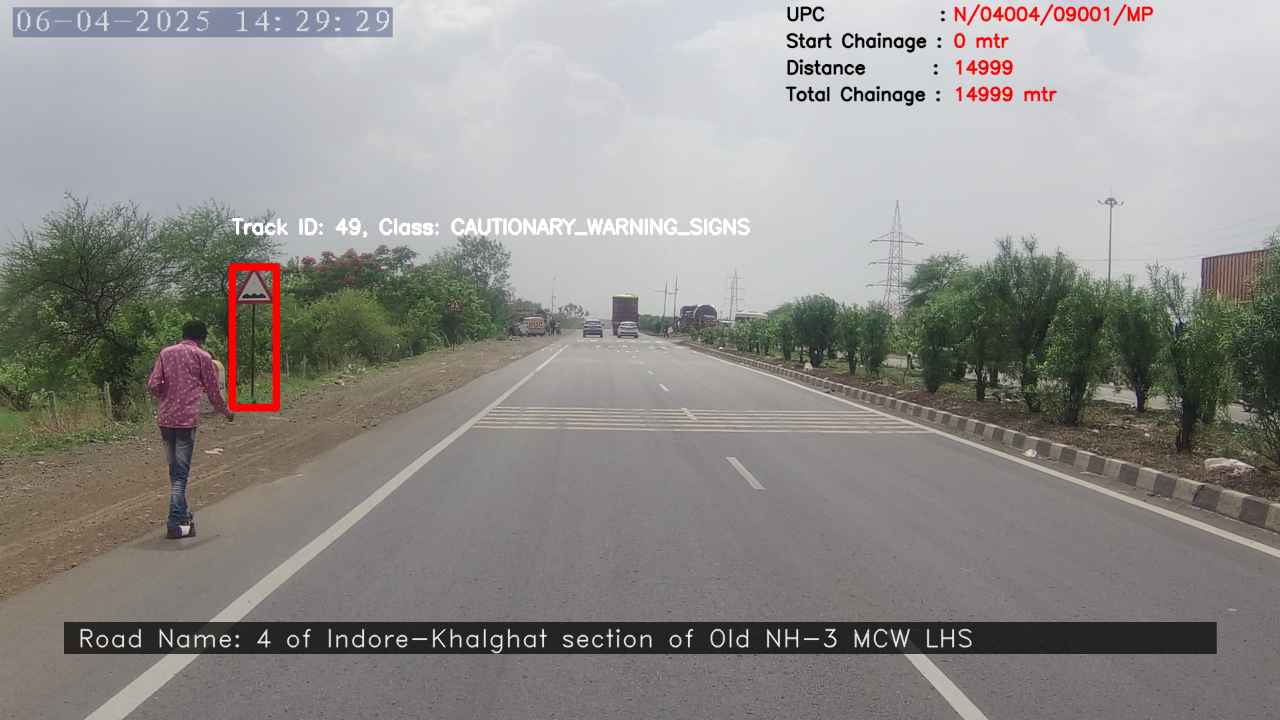 06-04-2025 14:29:29
UPC : N/04004/09001/MP
Start Chainage : 0 mtr
Distance : 14999
Total Chainage : 14999 mtr
Track ID: 49, Class: CAUTIONARY_WARNING_SIGNS
Road Name: 4 of Indore-Khalghat section of Old NH-3 MCW LHS